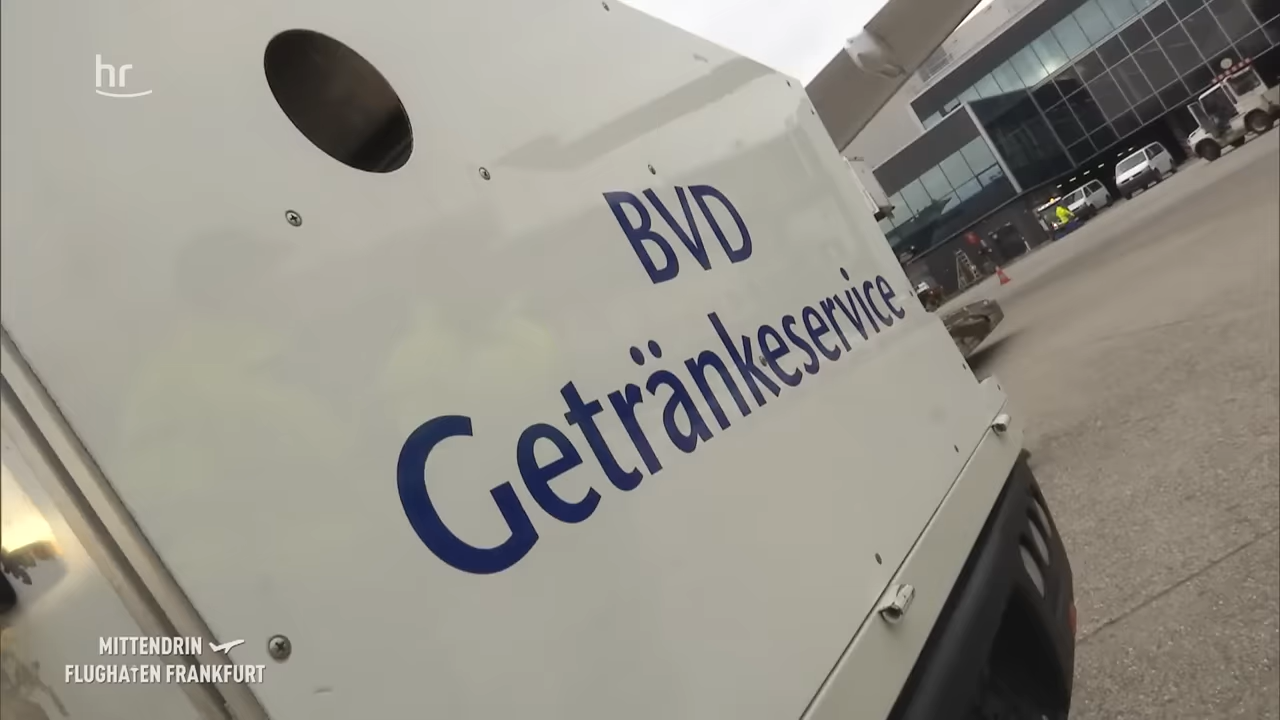 hr
BVD
Getränkeservice
MITTENDRIN
FLUGHAFEN FRANKFURT